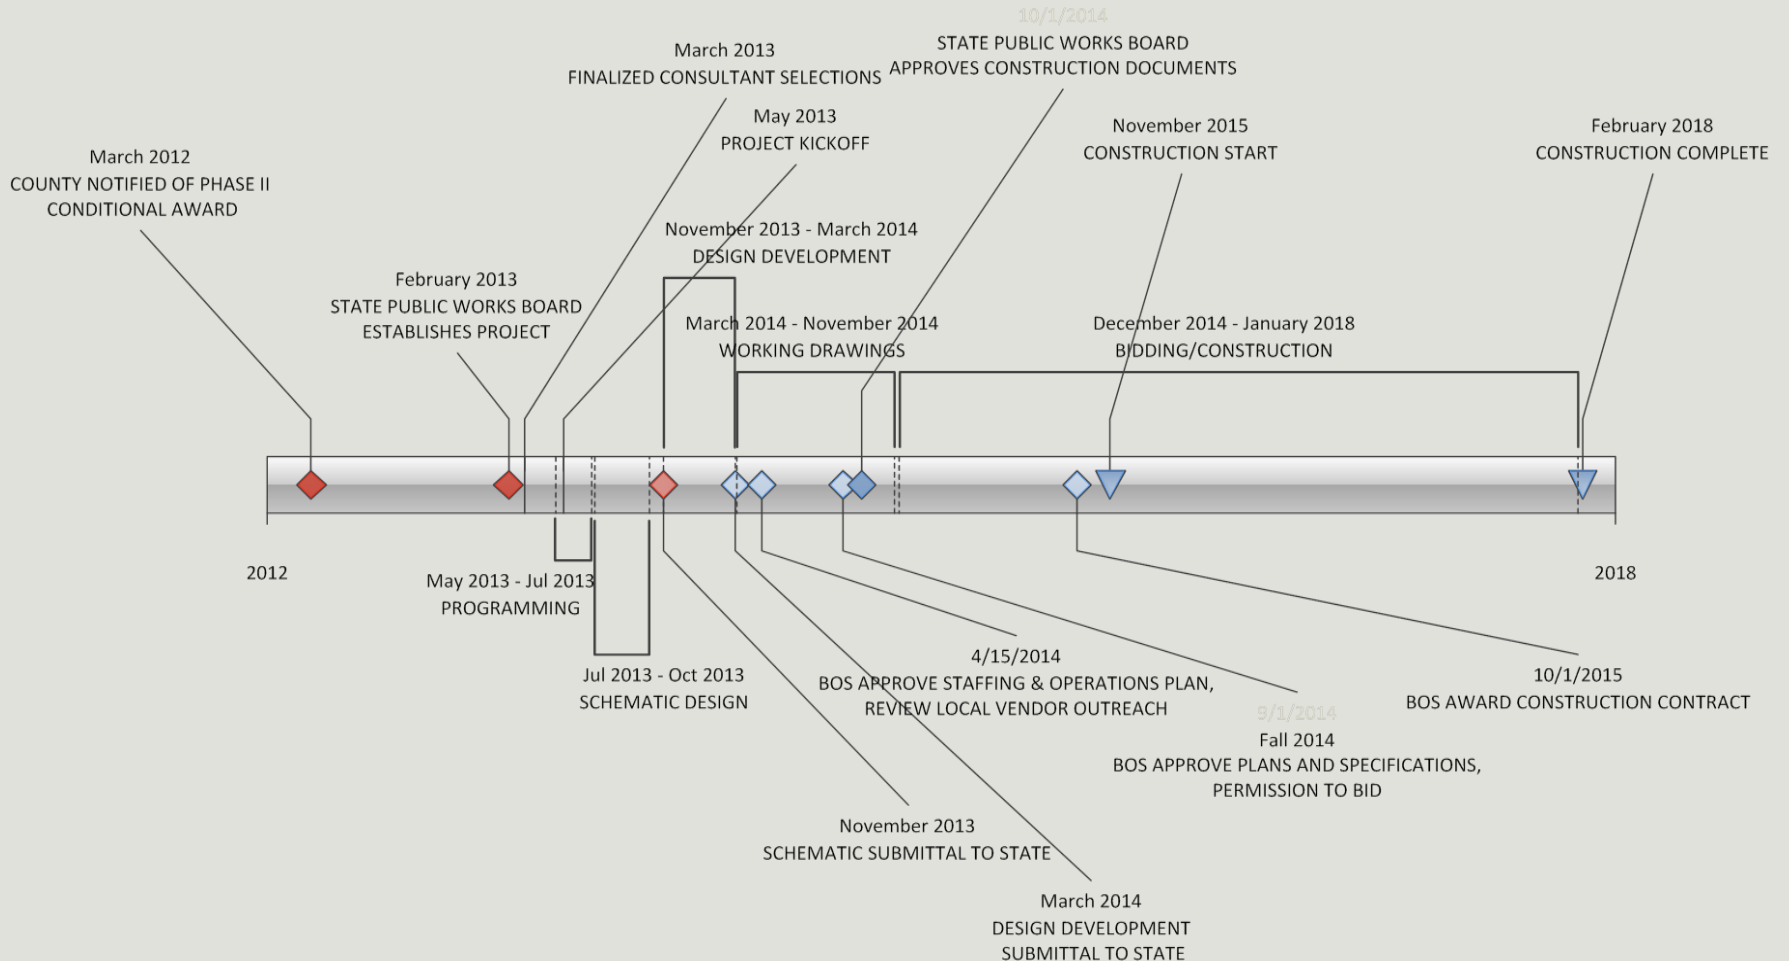 10/1/2014
STATE PUBLIC WORKS BOARD
APPROVES CONSTRUCTION DOCUMENTS
March 2013
FINALIZED CONSULTANT SELECTIONS
May 2013
PROJECT KICKOFF
November 2015
CONSTRUCTION START
February 2018
CONSTRUCTION COMPLETE
March 2012
COUNTY NOTIFIED OF PHASE II
CONDITIONAL AWARD
November 2013 - March 2014
DESIGN DEVELOPMENT
February 2013
STATE PUBLIC WORKS BOARD
ESTABLISHES PROJECT
March 2014 - November 2014
WORKING DRAWINGS
December 2014 - January 2018
BIDDING/CONSTRUCTION
2012
2018
May 2013 - Jul 2013
PROGRAMMING
Jul 2013 - Oct 2013
SCHEMATIC DESIGN
4/15/2014
BOS APPROVE STAFFING & OPERATIONS PLAN,
REVIEW LOCAL VENDOR OUTREACH
10/1/2015
BOS AWARD CONSTRUCTION CONTRACT
9/1/2014
Fall 2014
BOS APPROVE PLANS AND SPECIFICATIONS,
PERMISSION TO BID
November 2013
SCHEMATIC SUBMITTAL TO STATE
March 2014
DESIGN DEVELOPMENT
SUBMITTAL TO STATE